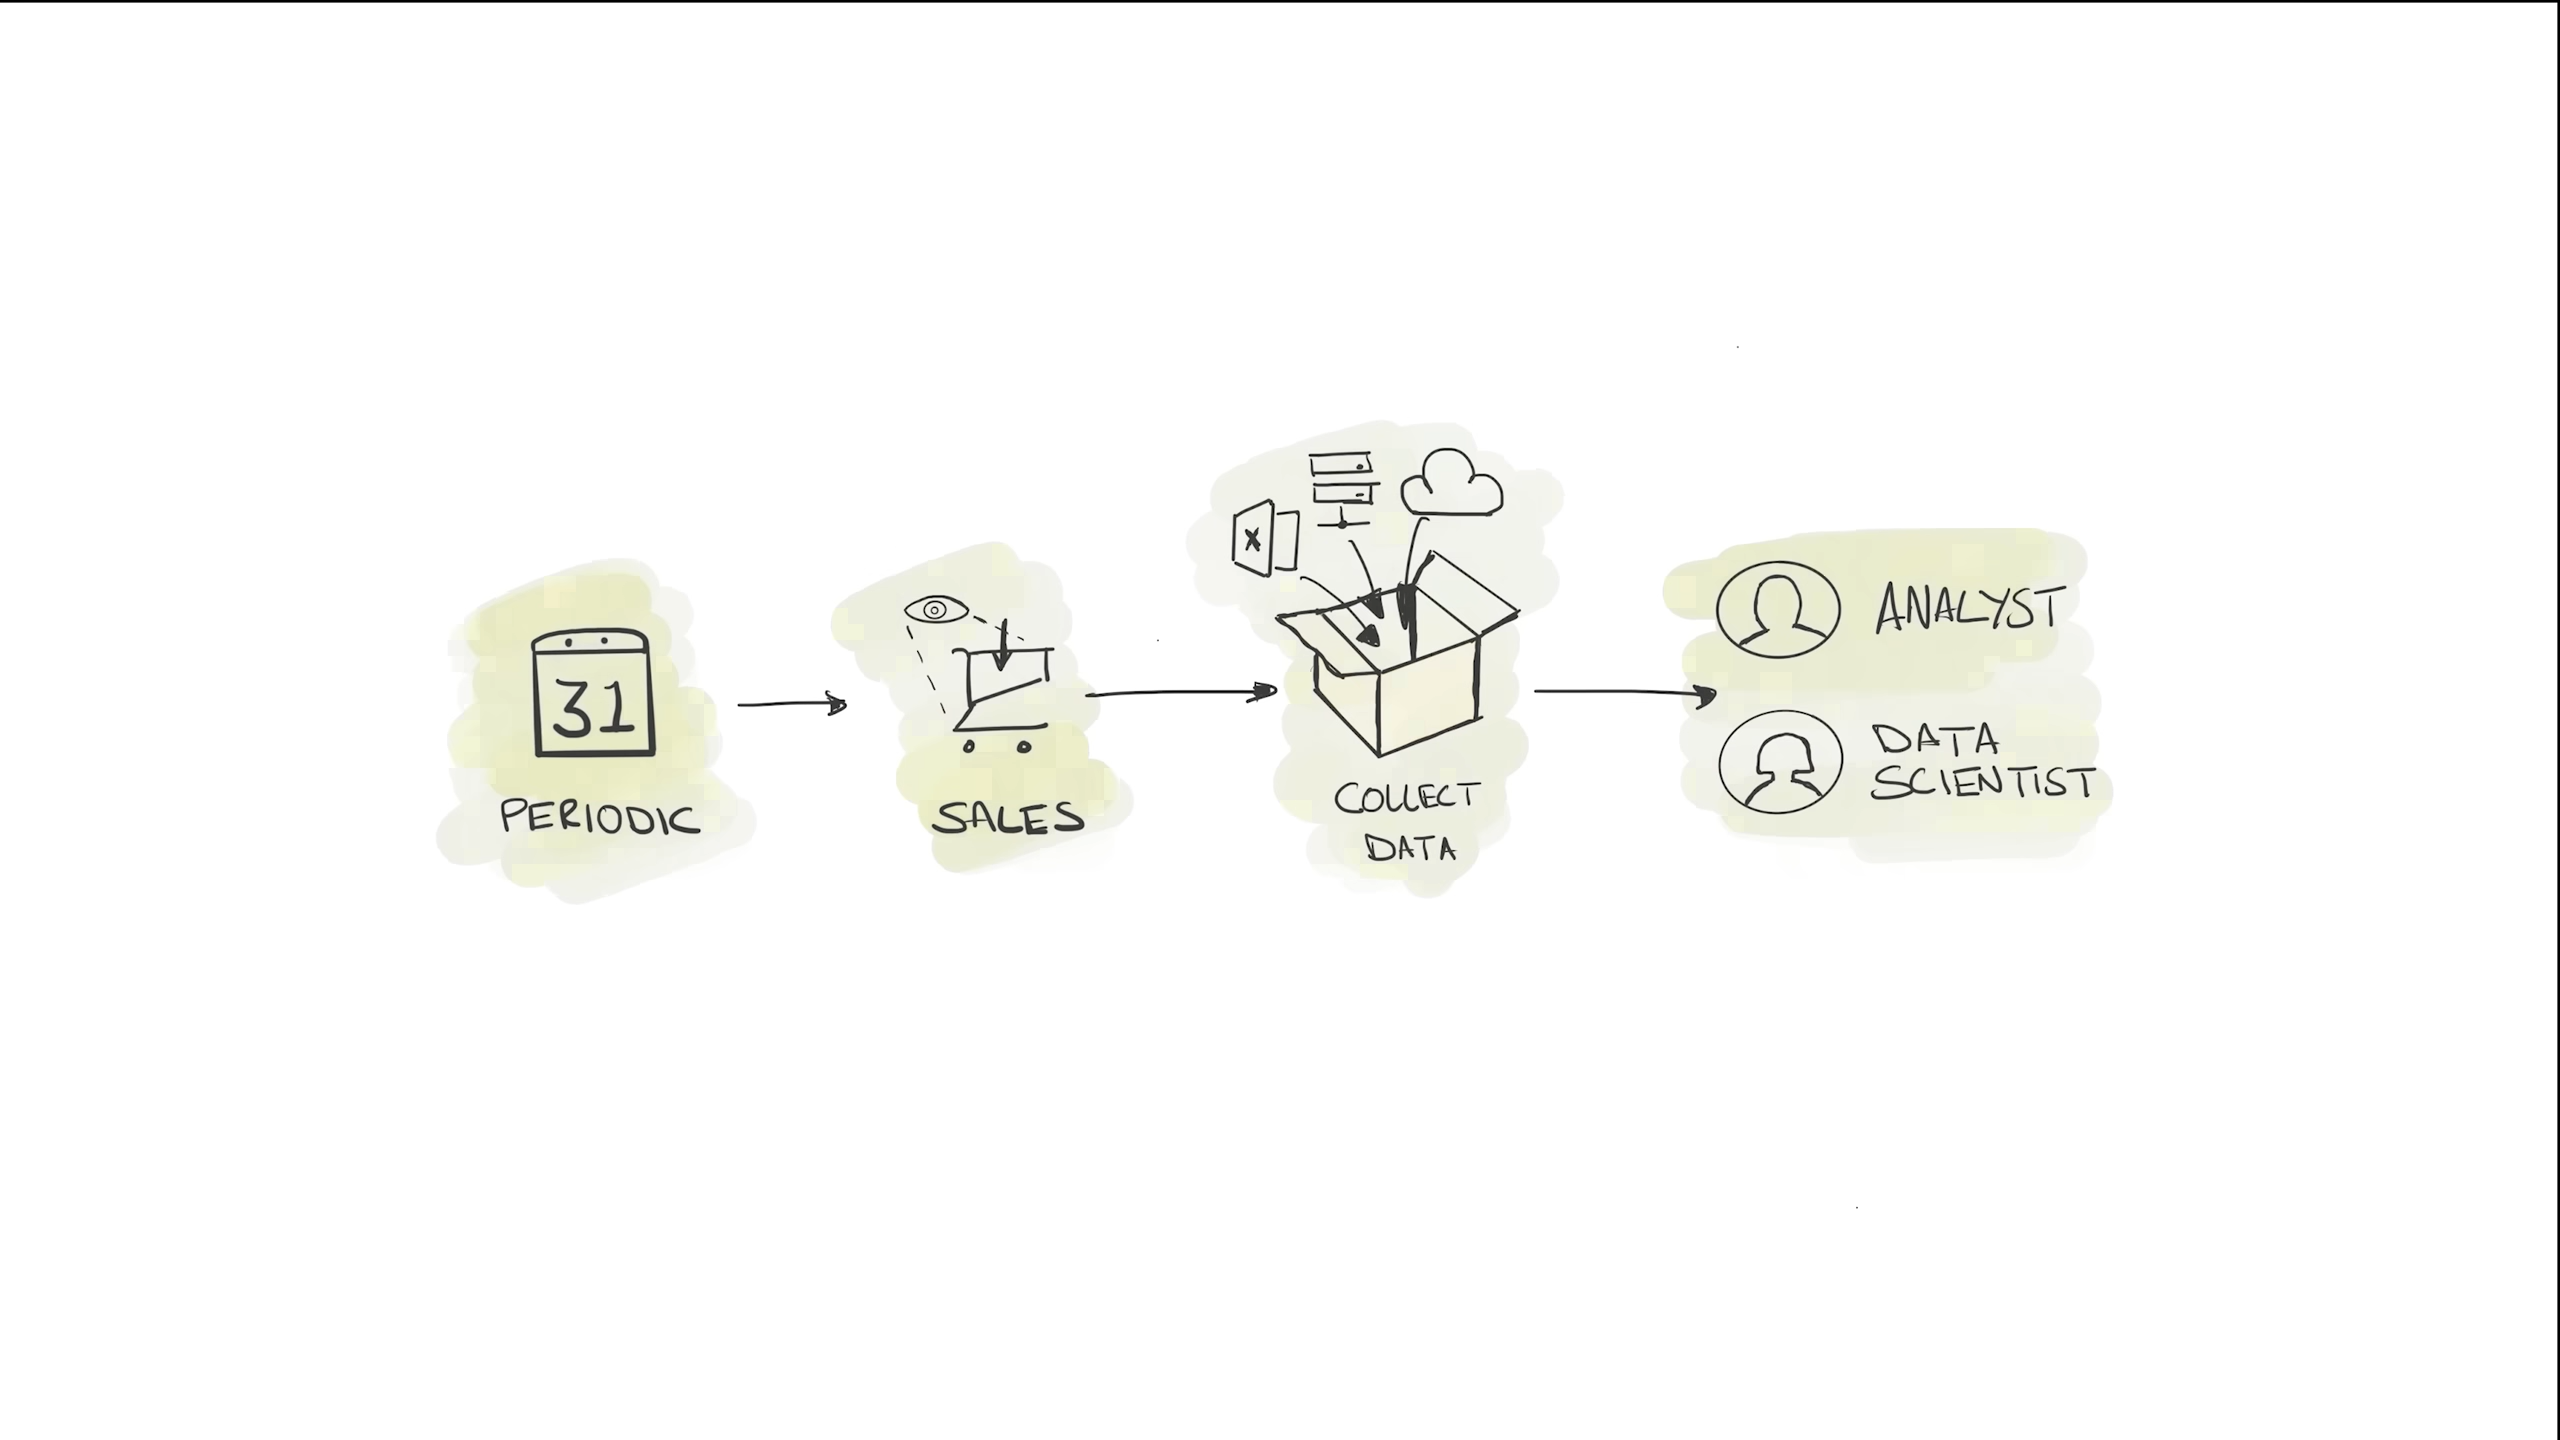 31
PERIODIC
SALES
X
COLLECT
DATA
ANALYST
DATA
SCIENTIST